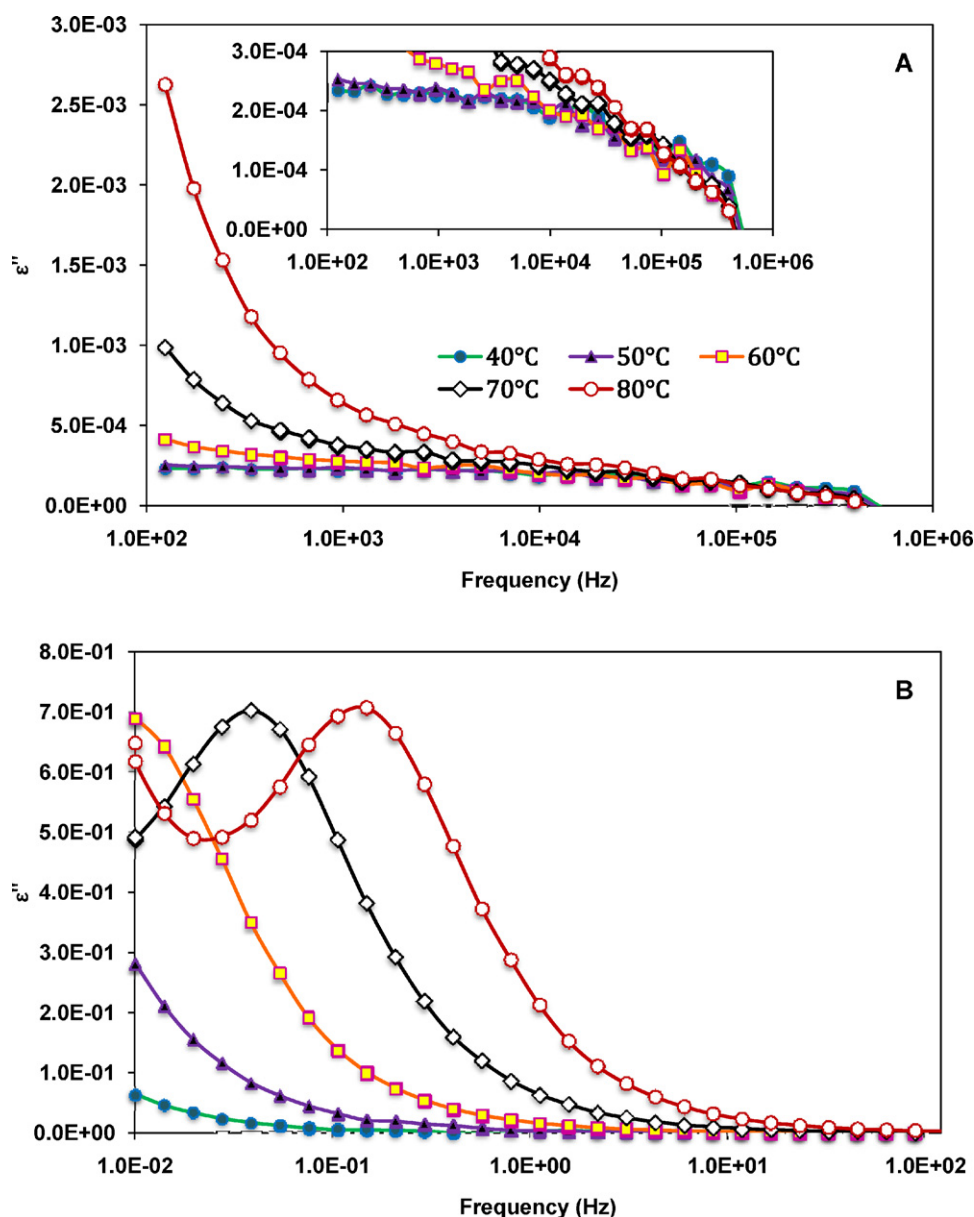 3.0E-03
A
3.0E-04
2.5E-03
2.0E-04
2.0E-03
1.0E-04
0.0E+00
ε"
1.5E-03
1.0E+02 1.0E+03 1.0E+04 1.0E+05 1.0E+06
1.0E-03
40°C 50°C 60°C
70°C 80°C
5.0E-04
0.0E+00
1.0E+02 1.0E+03 1.0E+04 1.0E+05 1.0E+06
Frequency (Hz)
8.0E-01
B
7.0E-01
6.0E-01
5.0E-01
ε"
4.0E-01
3.0E-01
2.0E-01
1.0E-01
0.0E+00
1.0E-02 1.0E-01 1.0E+00 1.0E+01 1.0E+02
Frequency (Hz)